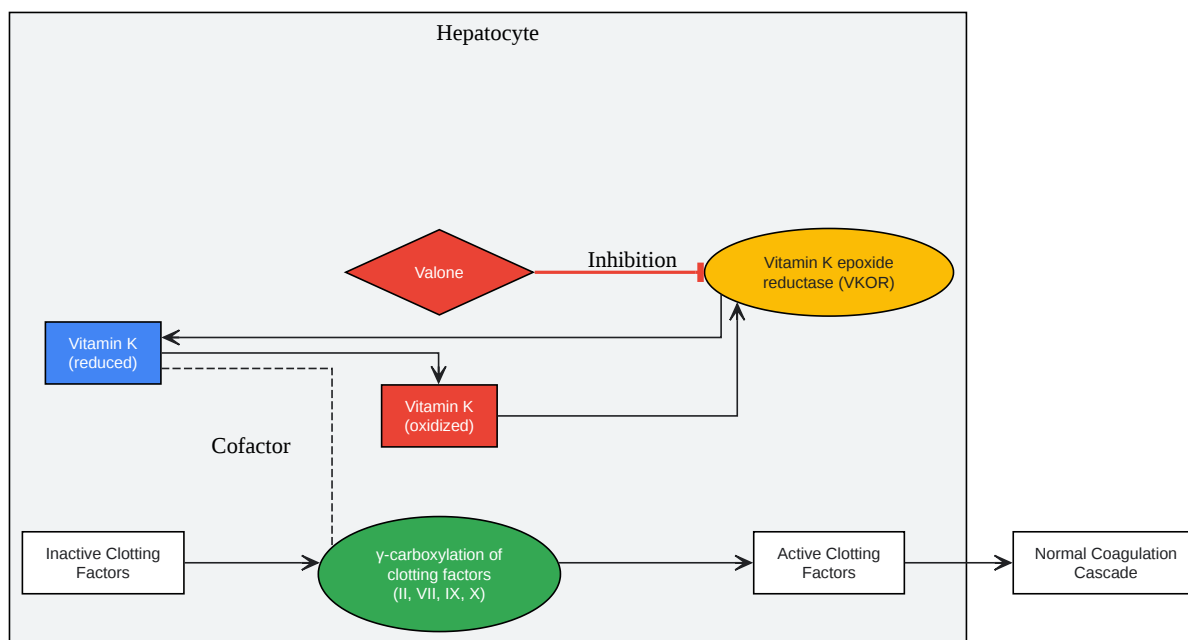 Hepatocyte
Valone
Inhibition
Vitamin K epoxide
reductase (VKOR)
Vitamin K
(reduced)
Vitamin K
(oxidized)
Cofactor
Inactive Clotting
Factors
γ-carboxylation of
clotting factors
(II, VII, IX, X)
Active Clotting
Factors
Normal Coagulation
Cascade